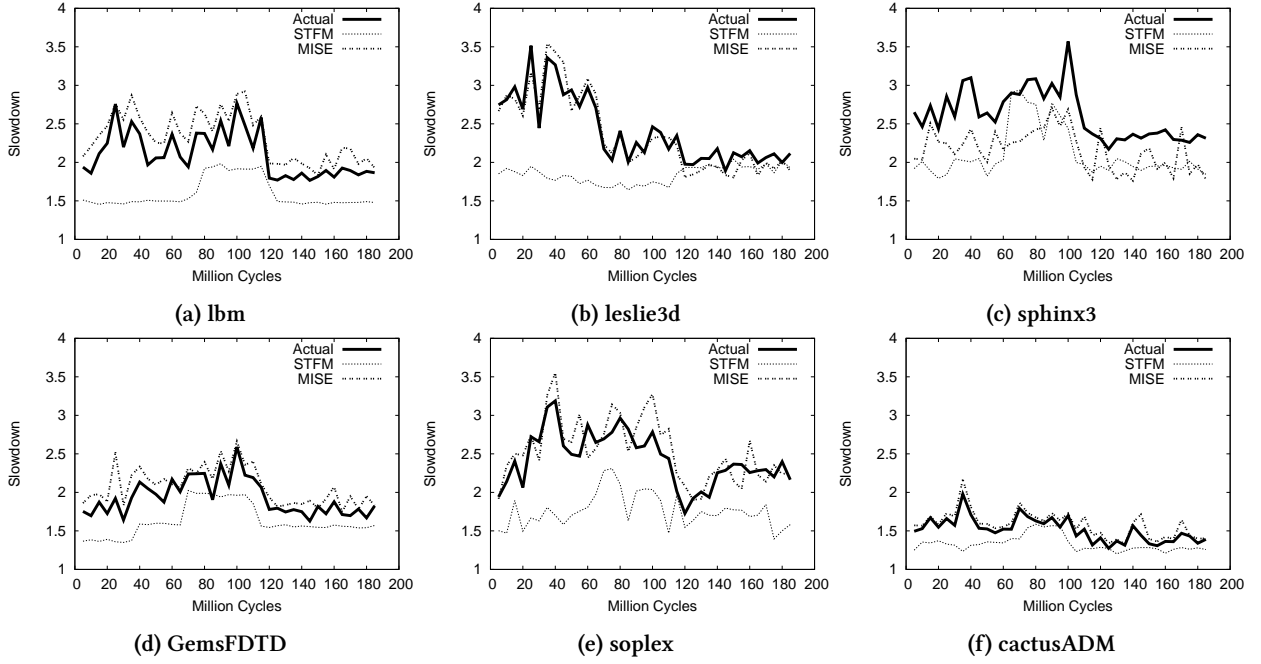 4
3.5
3
2.5
2
1.5
1
0 20 40 60 80 100 120 140 160 180 200
Slowdown
Million Cycles
Actual
STFM
MISE
(a) lbm
4
3.5
3
2.5
2
1.5
1
0 20 40 60 80 100 120 140 160 180 200
Slowdown
Million Cycles
Actual
STFM
MISE
(b) leslie3d
4
3.5
3
2.5
2
1.5
1
0 20 40 60 80 100 120 140 160 180 200
Slowdown
Million Cycles
Actual
STFM
MISE
(c) sphinx3
4
3.5
3
2.5
2
1.5
1
0 20 40 60 80 100 120 140 160 180 200
Slowdown
Million Cycles
Actual
STFM
MISE
(d) GemsFDTD
4
3.5
3
2.5
2
1.5
1
0 20 40 60 80 100 120 140 160 180 200
Slowdown
Million Cycles
Actual
STFM
MISE
(e) soplex
4
3.5
3
2.5
2
1.5
1
0 20 40 60 80 100 120 140 160 180 200
Slowdown
Million Cycles
Actual
STFM
MISE
(f) cactusADM